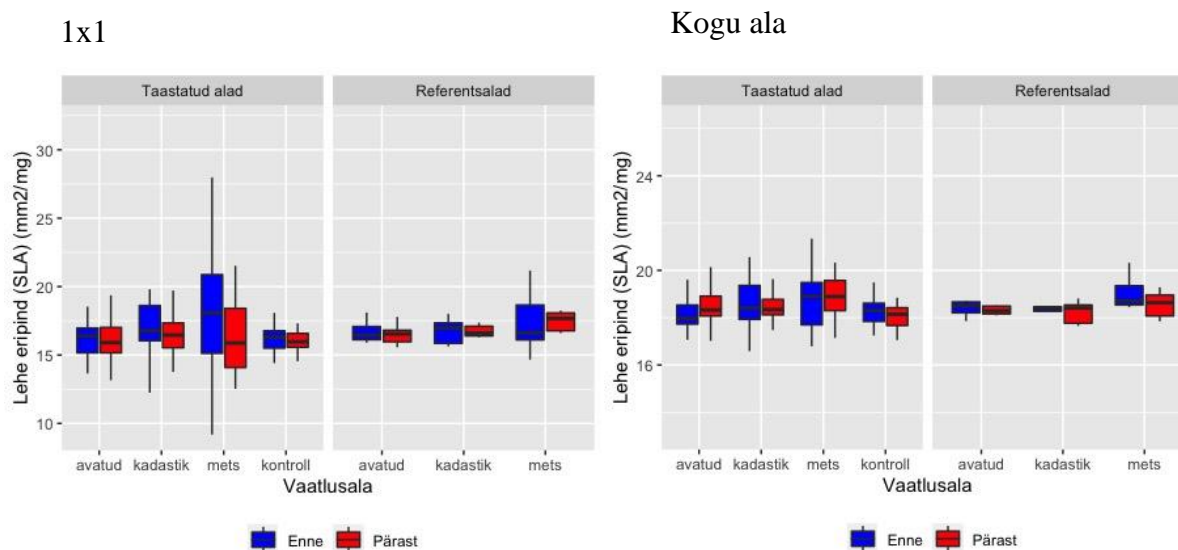 1x1
Taastatud alad Referentsalad
Lehe eripind (SLA) (mm2/mg)
30
25
20
15
10
avatud kadastik mets kontroll avatud kadastik mets
Vaatlusala
Enne Pärast
Kogu ala
Taastatud alad Referentsalad
Lehe eripind (SLA) (mm2/mg)
24
20
16
avatud kadastik mets kontroll avatud kadastik mets
Vaatlusala
Enne Pärast